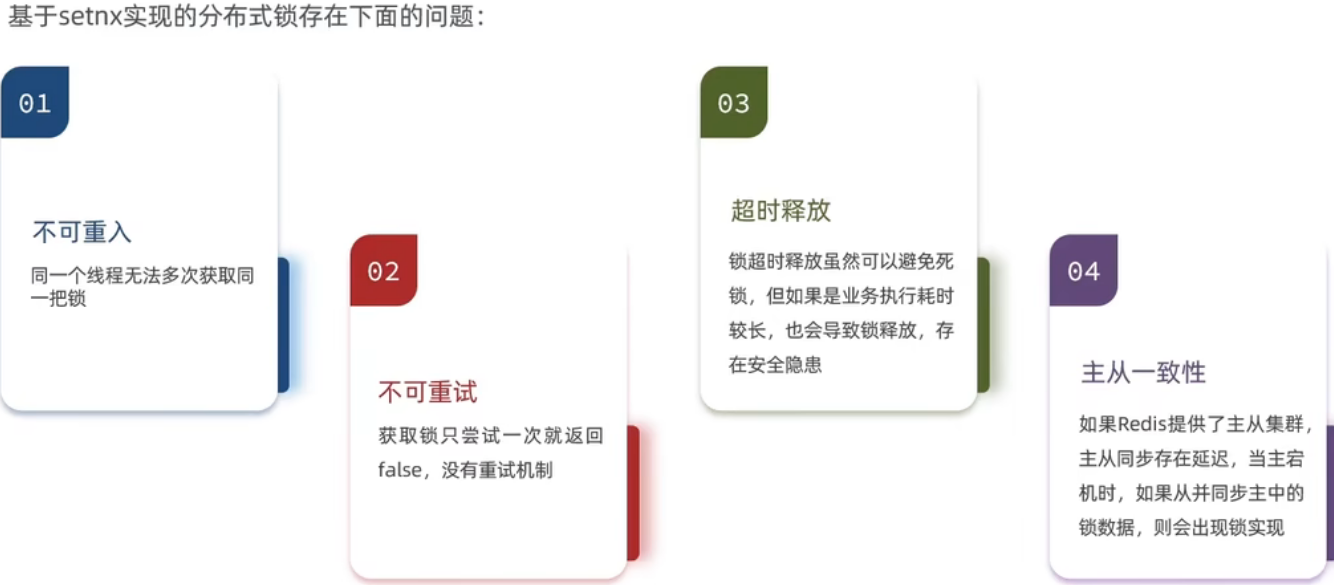 基于setnx实现的分布式锁存在下面的问题：
01
不可重入
同一个线程无法多次获取同
一把锁
02
不可重试
获取锁只尝试一次就返回
false，没有重试机制
03
超时释放
锁超时释放虽然可以避免死
锁，但如果是业务执行耗时
较长，也会导致锁释放，存
在安全隐患
04
主从一致性
如果Redis提供了主从集群，
主从同步存在延迟，当主宕
机时，如果从并同步主中的
锁数据，则会出现锁实现